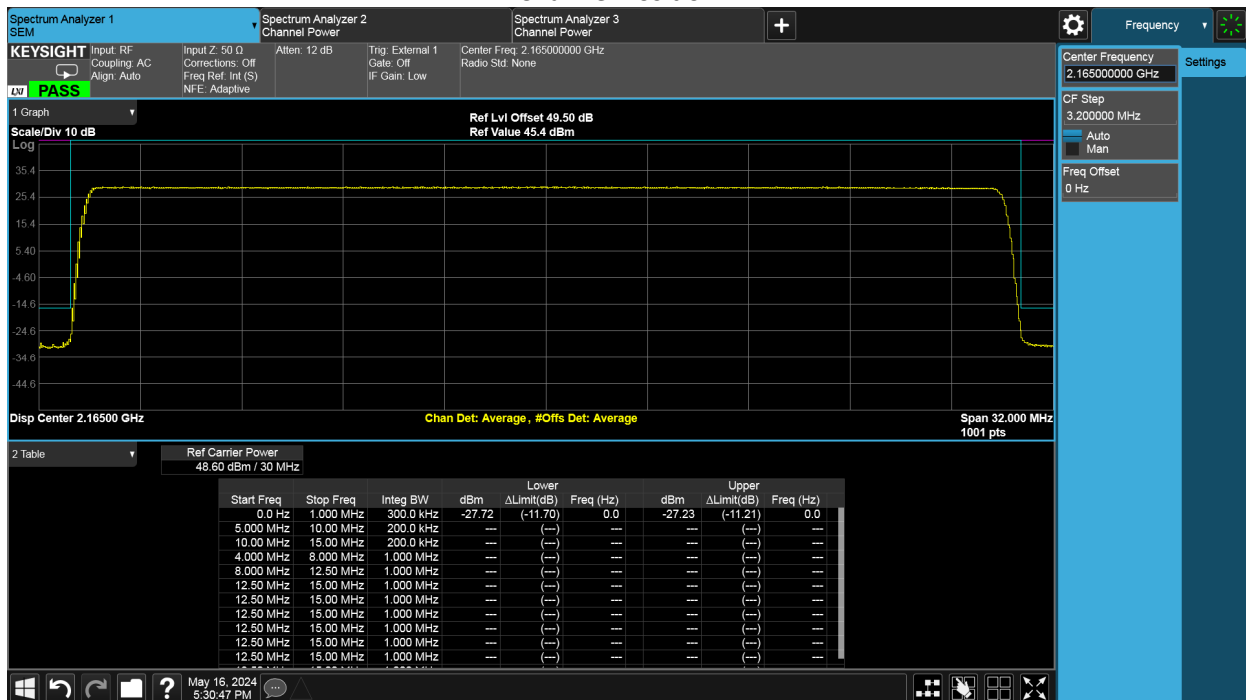 Spectrum Analyzer 1
SEM
Spectrum Analyzer 2
Channel Power
Spectrum Analyzer 3
Channel Power
Frequency
KEYSIGHT
LXI
PASS
Input: RF
Coupling: AC
Align: Auto
Input Z: 50 Ω
Corrections: Off
Freq Ref: Int (S)
NFE: Adaptive
Atten: 12 dB
Trig: External 1
Gate: Off
IF Gain: Low
Center Freq: 2.165000000 GHz
Radio Std: None
Center Frequency
2.165000000 GHz
Settings
CF Step
3.200000 MHz
Auto
Man
Freq Offset
0 Hz
1 Graph
Scale/Div 10 dB
Log
Ref Lvl Offset 49.50 dB
Ref Value 45.4 dBm
35.4
25.4
15.4
5.40
-4.60
-14.6
-24.6
-34.6
-44.6
Disp Center 2.16500 GHz
Chan Det: Average, #Offs Det: Average
Span 32.000 MHz
1001 pts
2 Table
Ref Carrier Power
48.60 dBm / 30 MHz
Lower Upper
Start Freq Stop Freq Integ BW dBm ΔLimit(dB) Freq (Hz) dBm ΔLimit(dB) Freq (Hz)
0.0 Hz 1.000 MHz 300.0 kHz -27.72 (-11.70) 0.0 -27.23 (-11.21) 0.0
5.000 MHz 10.00 MHz 200.0 kHz --- (---) --- --- (---) ---
10.00 MHz 15.00 MHz 200.0 kHz --- (---) --- --- (---) ---
4.000 MHz 8.000 MHz 1.000 MHz --- (---) --- --- (---) ---
8.000 MHz 12.50 MHz 1.000 MHz --- (---) --- --- (---) ---
12.50 MHz 15.00 MHz 1.000 MHz --- (---) --- --- (---) ---
12.50 MHz 15.00 MHz 1.000 MHz --- (---) --- --- (---) ---
12.50 MHz 15.00 MHz 1.000 MHz --- (---) --- --- (---) ---
12.50 MHz 15.00 MHz 1.000 MHz --- (---) --- --- (---) ---
12.50 MHz 15.00 MHz 1.000 MHz --- (---) --- --- (---) ---
12.50 MHz 15.00 MHz 1.000 MHz --- (---) --- --- (---) ---
?
May 16, 2024
5:30:47 PM